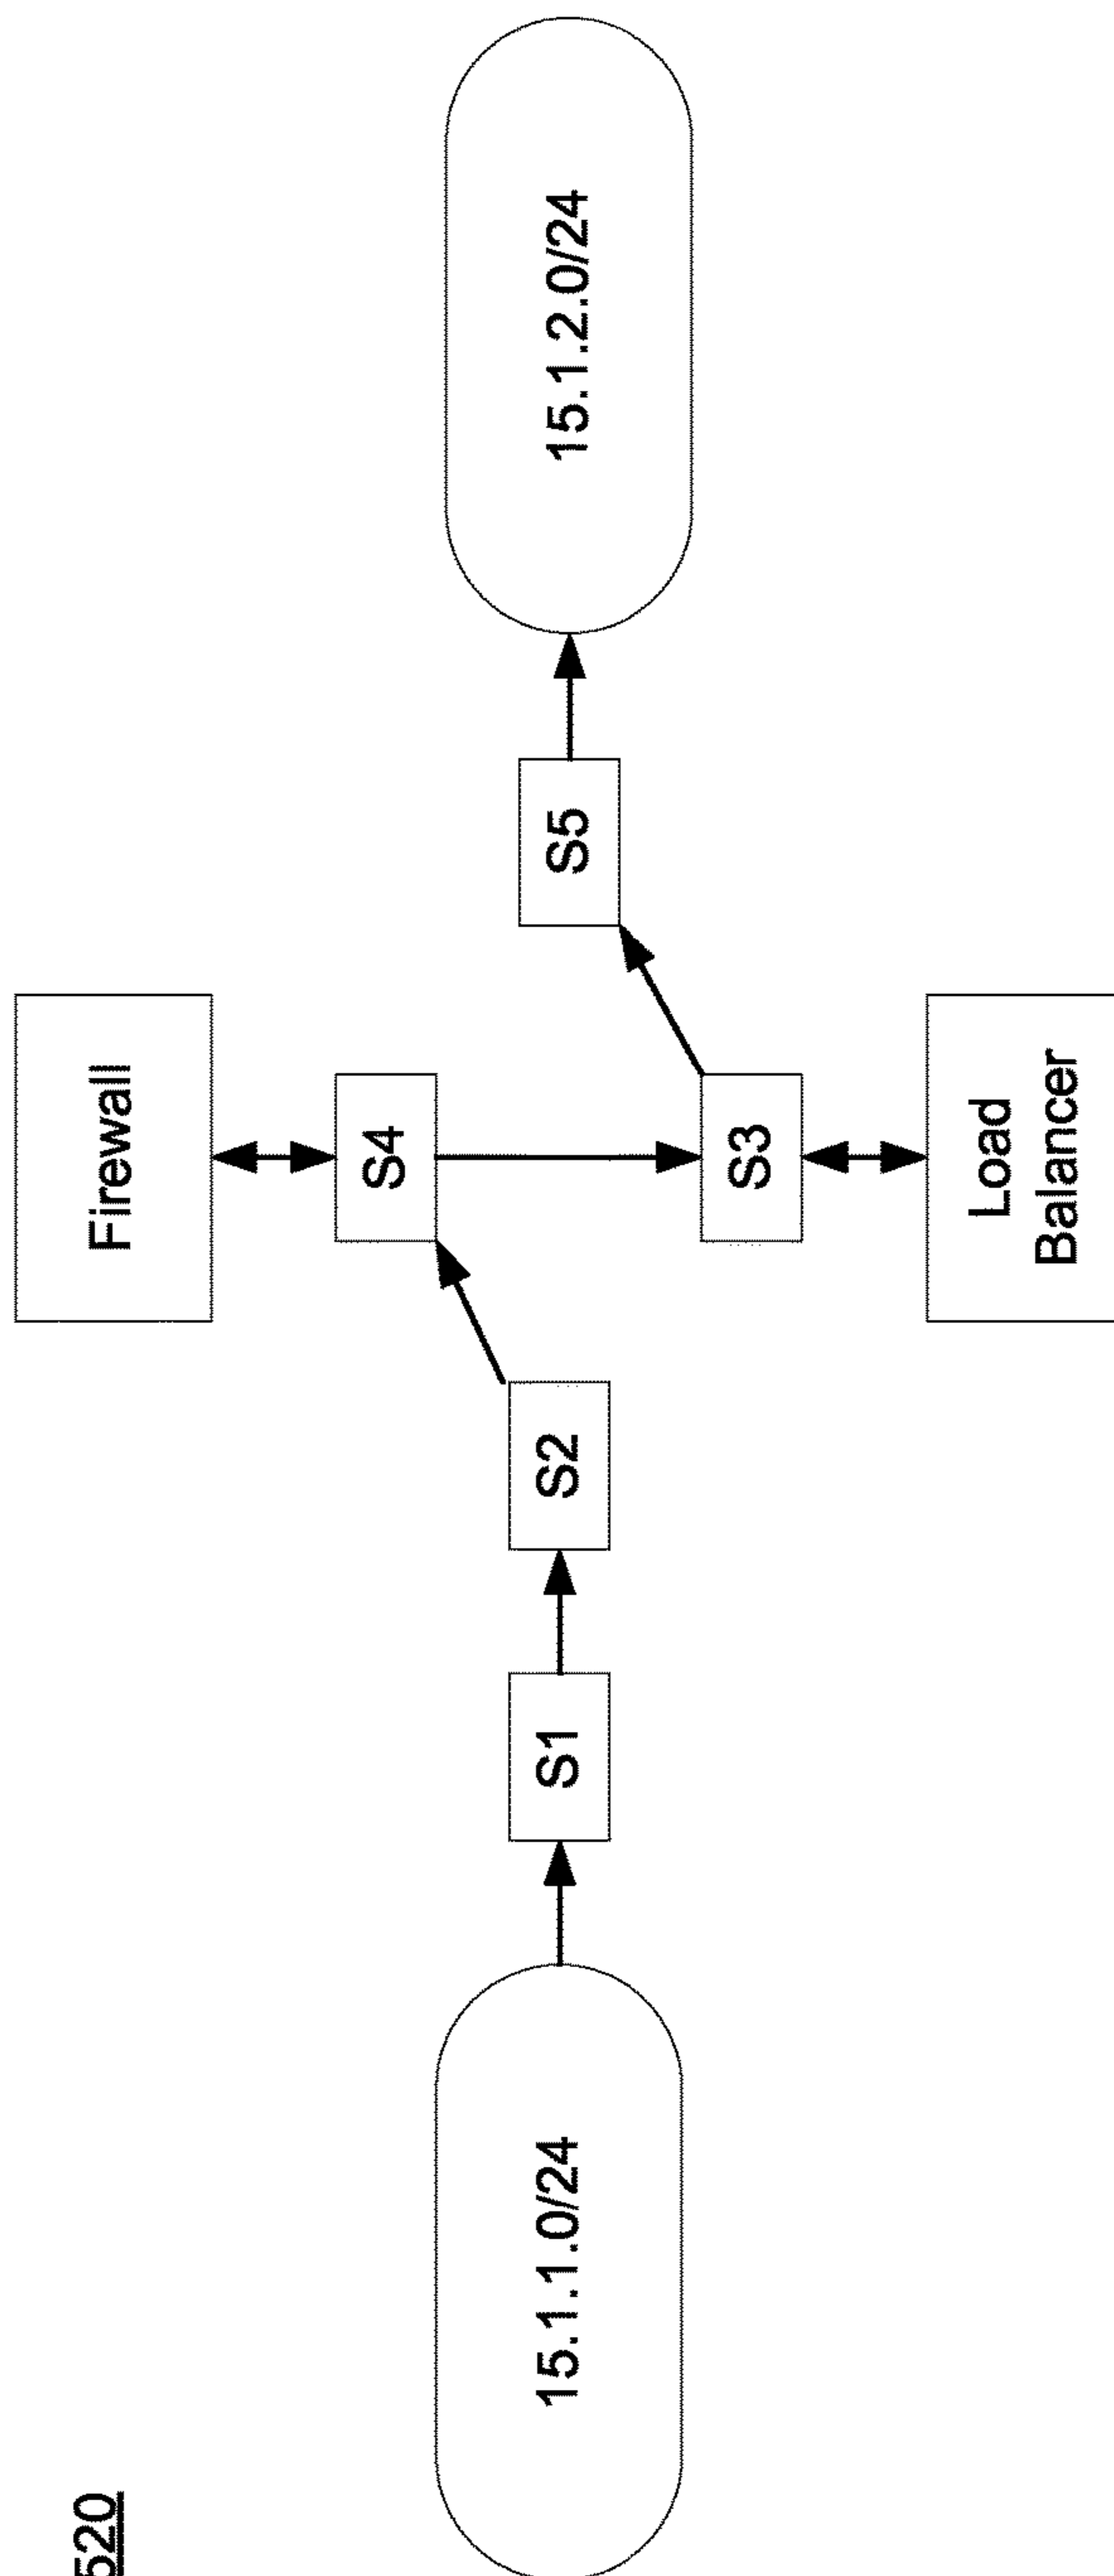 520
Firewall
15.1.1.0/24
S1
S2
S4
S3
S5
15.1.2.0/24
Load
Balancer